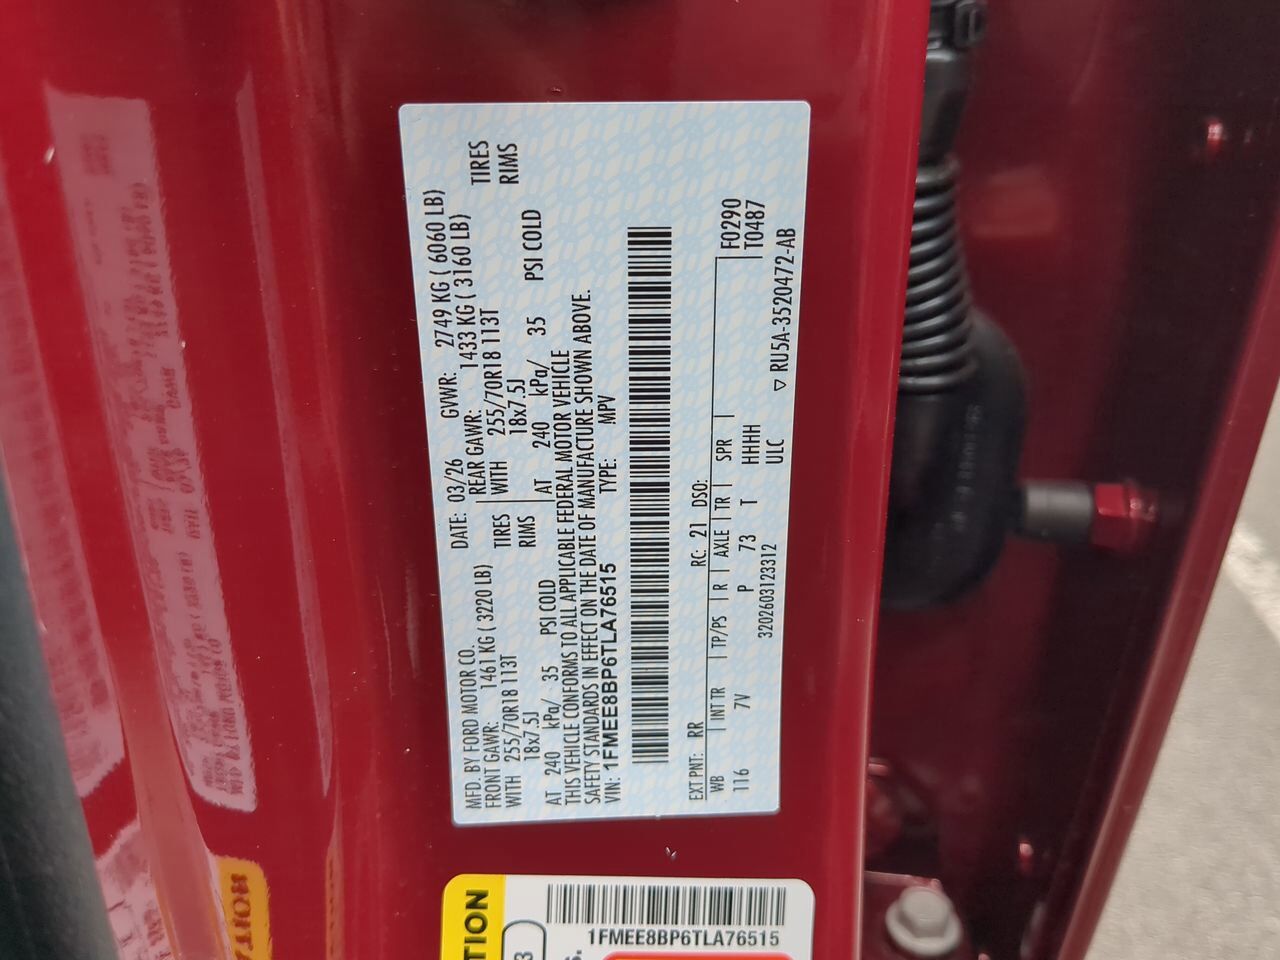 MFD. BY FORD MOTOR CO. DATE: 03/26 GVWR: 2749 KG ( 6060 LB)
FRONT GAWR: 1461 KG ( 3220 LB) REAR GAWR: 1433 KG ( 3160 LB)
WITH 255/70R18 113T TIRES WITH 255/70R18 113T TIRES
18x7.5J RIMS 18x7.5J RIMS
AT 240 kPa/ 35 PSI COLD AT 240 kPa/ 35 PSI COLD
THIS VEHICLE CONFORMS TO ALL APPLICABLE FEDERAL MOTOR VEHICLE
SAFETY STANDARDS IN EFFECT ON THE DATE OF MANUFACTURE SHOWN ABOVE.
VIN: 1FMEE8BP6TLA76515 TYPE: MPV
EXT PNT: RR RC: 21 DSO: F0290
WB INT TR TP/PS R AXLE TR SPR T0487
116 7V P 73 T HHHH
3202603123312 ULC
▽ RU5A-3520472-AB
TION
1FMEE8BP6TLA76515